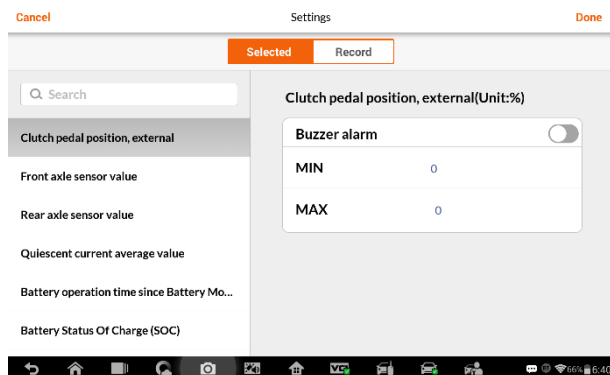 Cancel Settings Done
Selected Record
Search
Clutch pedal position, external(Unit:%)
Clutch pedal position, external
Buzzer alarm
Front axle sensor value
MIN 0
Rear axle sensor value
MAX 0
Quiescent current average value
Battery operation time since Battery Mo...
Battery Status Of Charge (SOC)
66% 6:46